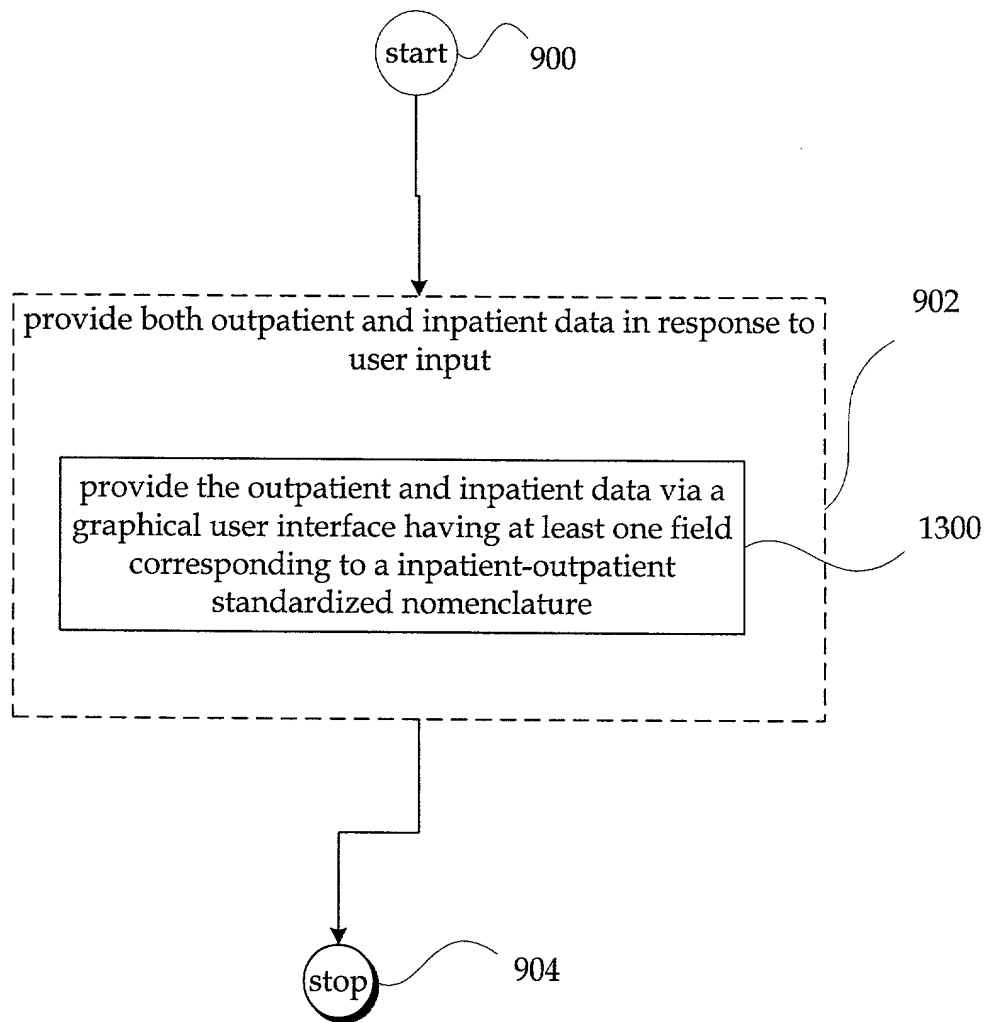 start
900
902
provide both outpatient and inpatient data in response to
user input
provide the outpatient and inpatient data via a
graphical user interface having at least one field
corresponding to a inpatient-outpatient
standardized nomenclature
1300
stop
904